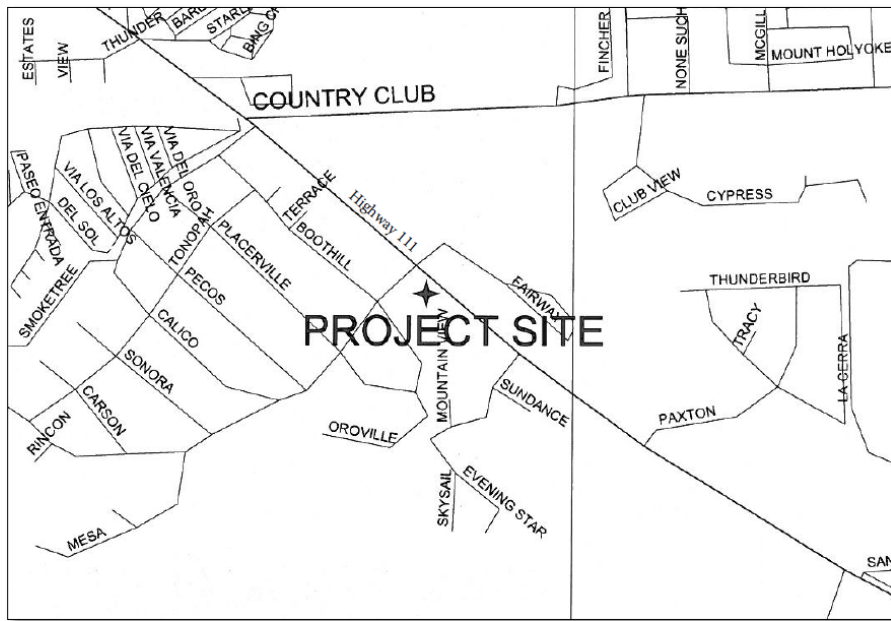 ESTATES
VIEW
THUNDER
BANG C
FINCHER
NONE SUCH
MCGILL
MOUNT HOLYOKE
COUNTRY CLUB
PASEO ENTRADA
VIA LOS ALTOS
DEL SOL
VIA DEL CIELO
VIA VALENCIA
VIA DEL ORO
TERRACE
Highway 111
CLUB VIEW
CYPRESS
SMOKETREE
TONOPAH
PLACERVILLE
BOOTHILL
PECOS
FAIRWAY
THUNDERBIRD
TRACY
LA CERRA
PROJECT SITE
CALICO
SONORA
CARSON
RINCON
MOUNTAIN VIEW
OROVILLE
SUNDANCE
PAXTON
SKYSAIL
EVENING STAR
MESA
SAN